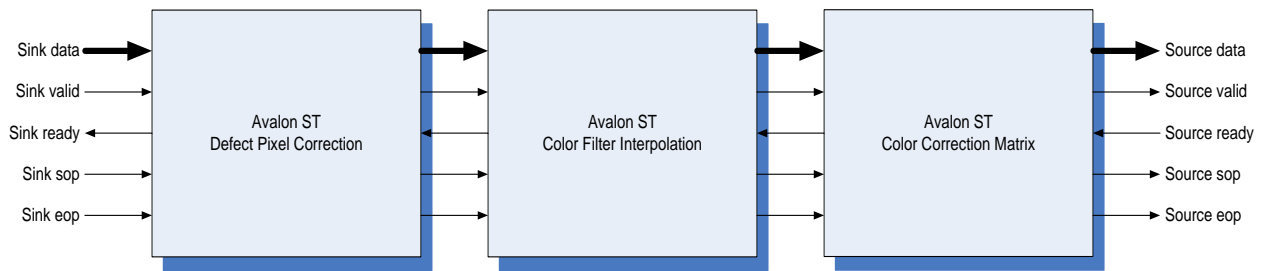 Sink data
Sink valid
Sink ready
Sink sop
Sink eop
Avalon ST
Defect Pixel Correction
Avalon ST
Color Filter Interpolation
Avalon ST
Color Correction Matrix
Source data
Source valid
Source ready
Source sop
Source eop